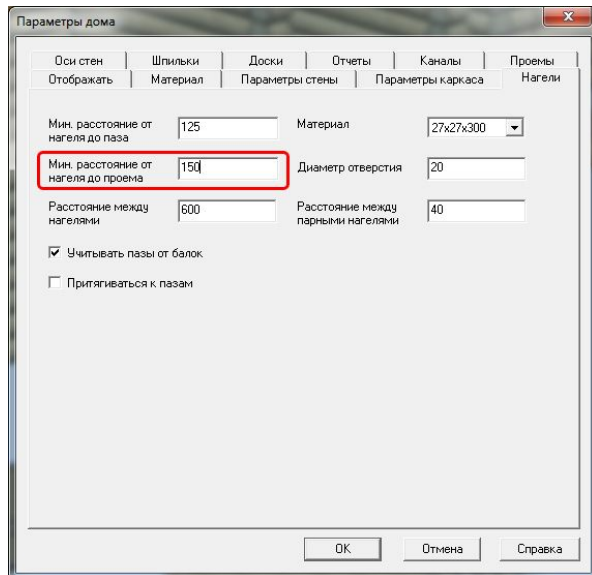 Параметры дома
Оси стен Шпильки Доски Отчеты Каналы Проемы
Отображать Материал Параметры стены Параметры каркаса Нагели
Мин. расстояние от
нагеля до паза
125
Материал
27x27x300
Мин. расстояние от
нагеля до проема
150
Диаметр отверстия
20
Расстояние между
нагелями
600
Расстояние между
парными нагелями
40
Учитывать пазы от балок
Притягиваться к пазам
OK Отмена Справка